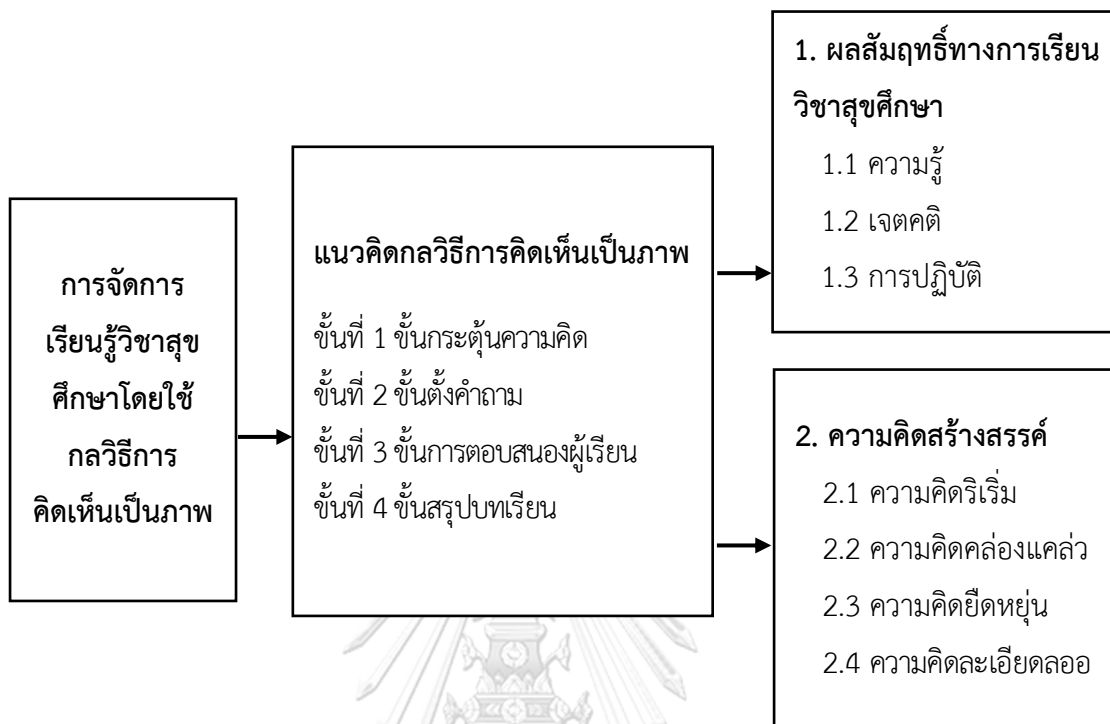 การจัดการ
เรียนรู้วิชาสุข
ศึกษาโดยใช้
กลวิธีการ
คิดเห็นเป็นภาพ
แนวคิดกลวิธีการคิดเห็นเป็นภาพ
ขั้นที่ 1 ขั้นกระตุ้นความคิด
ขั้นที่ 2 ขั้นตั้งคำถาม
ขั้นที่ 3 ขั้นการตอบสนองผู้เรียน
ขั้นที่ 4 ขั้นสรุปบทเรียน
1. ผลสัมฤทธิ์ทางการเรียน
วิชาสุขศึกษา
1.1 ความรู้
1.2 เจตคติ
1.3 การปฏิบัติ
2. ความคิดสร้างสรรค์
2.1 ความคิดริเริ่ม
2.2 ความคิดคล่องแคล่ว
2.3 ความคิดยืดหยุ่น
2.4 ความคิดละเอียดลออ